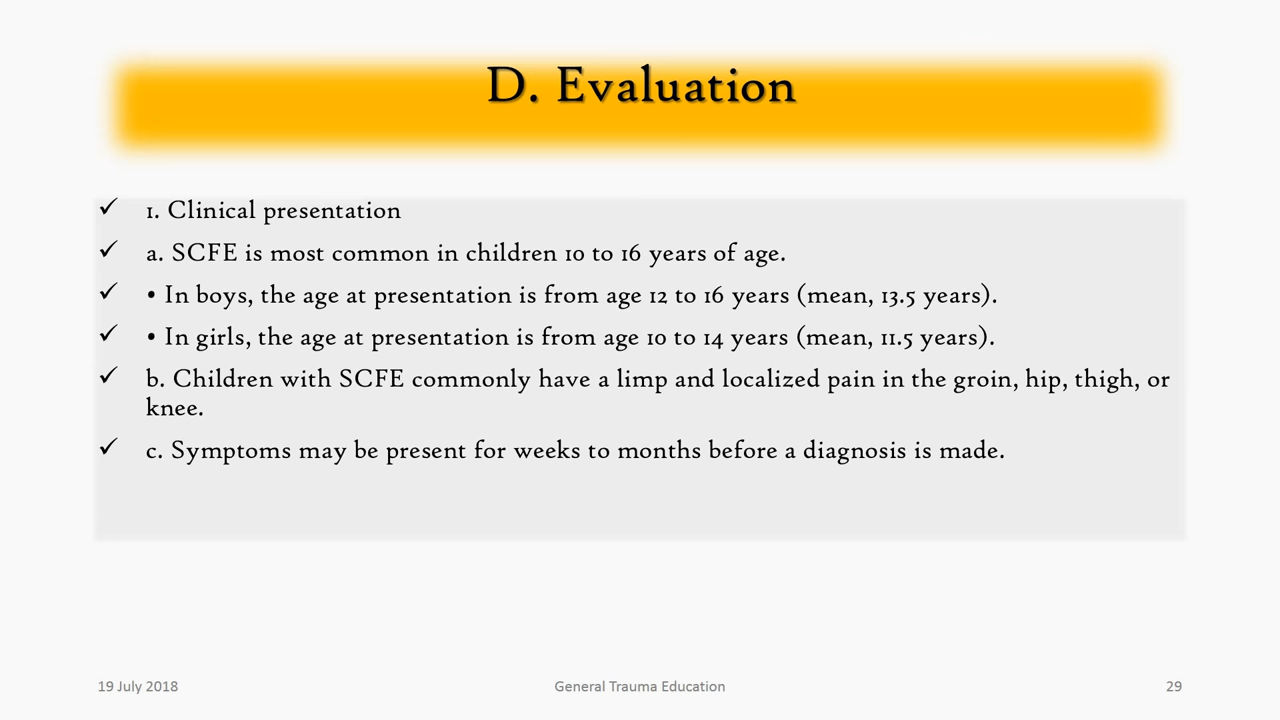 D. Evaluation
✓ 1. Clinical presentation
✓ a. SCFE is most common in children 10 to 16 years of age.
✓ • In boys, the age at presentation is from age 12 to 16 years (mean, 13.5 years).
✓ • In girls, the age at presentation is from age 10 to 14 years (mean, 11.5 years).
✓ b. Children with SCFE commonly have a limp and localized pain in the groin, hip, thigh, or
knee.
✓ c. Symptoms may be present for weeks to months before a diagnosis is made.
19 July 2018
General Trauma Education
29